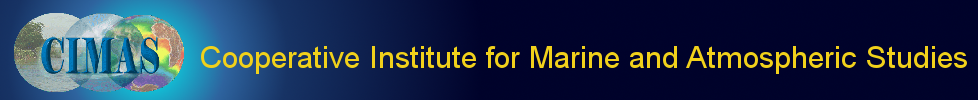 CIMAS
Cooperative Institute for Marine and Atmospheric Studies